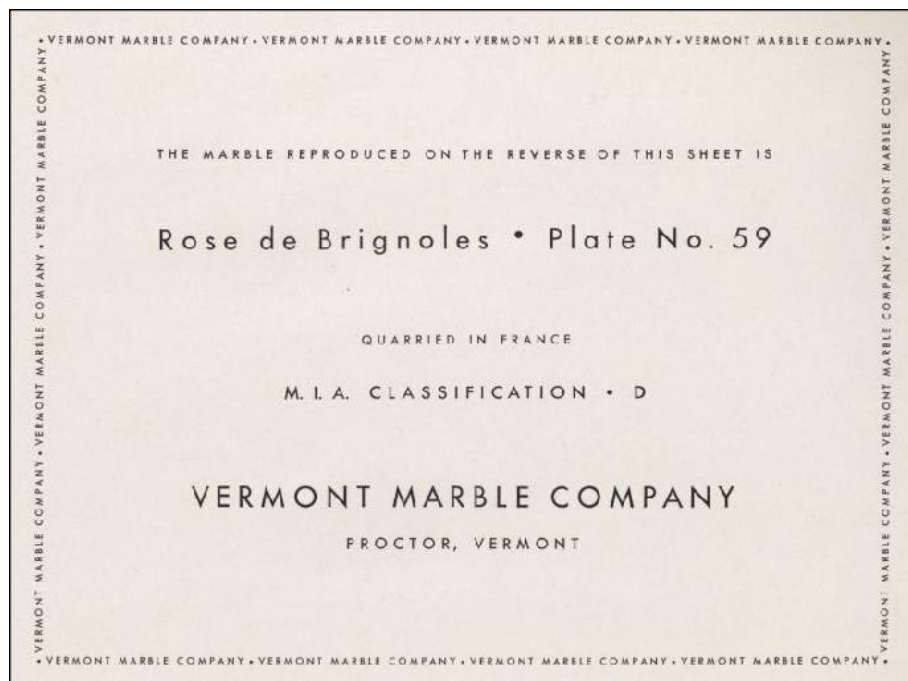 • VERMONT MARBLE COMPANY • VERMONT MARBLE COMPANY • VERMONT MARBLE COMPANY • VERMONT MARBLE COMPANY •
VERMONT MARBLE COMPANY • VERMONT MARBLE COMPANY • VERMONT MARBLE COMPANY
THE MARBLE REPRODUCED ON THE REVERSE OF THIS SHEET IS
Rose de Brignoles • Plate No. 59
QUARRIED IN FRANCE
M. I. A. CLASSIFICATION • D
VERMONT MARBLE COMPANY
PROCTOR, VERMONT
VERMONT MARBLE COMPANY • VERMONT MARBLE COMPANY • VERMONT MARBLE COMPANY
• VERMONT MARBLE COMPANY • VERMONT MARBLE COMPANY • VERMONT MARBLE COMPANY • VERMONT MARBLE COMPANY •